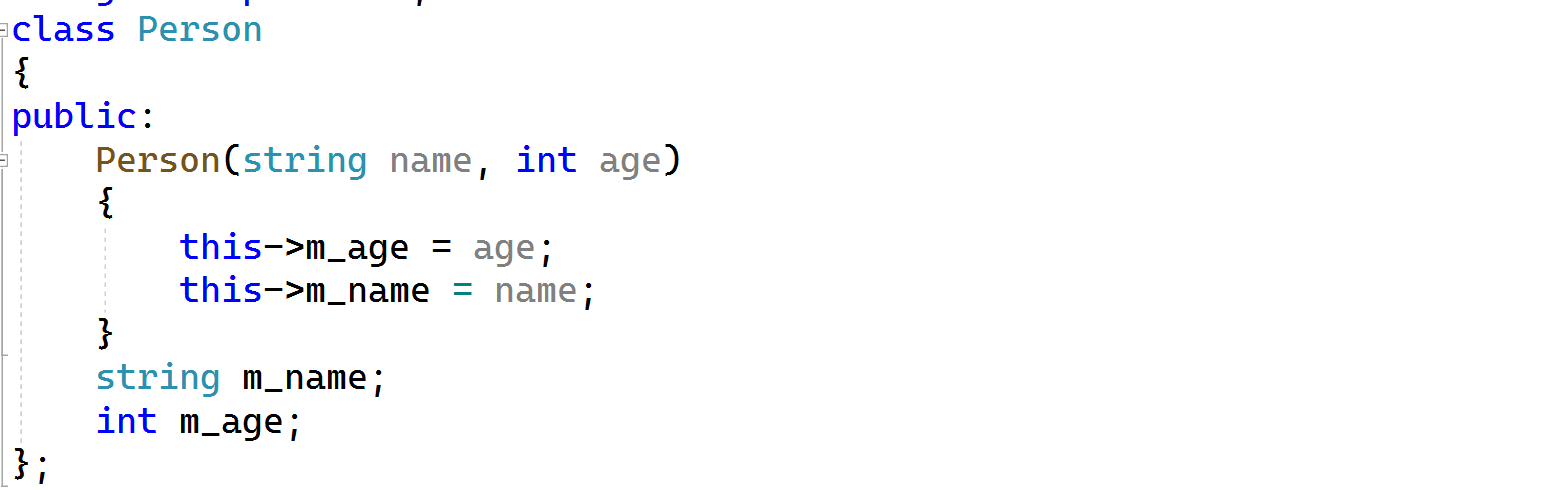 class Person
{
public:
    Person(string name, int age)
    {
        this->m_age = age;
        this->m_name = name;
    }
    string m_name;
    int m_age;
};